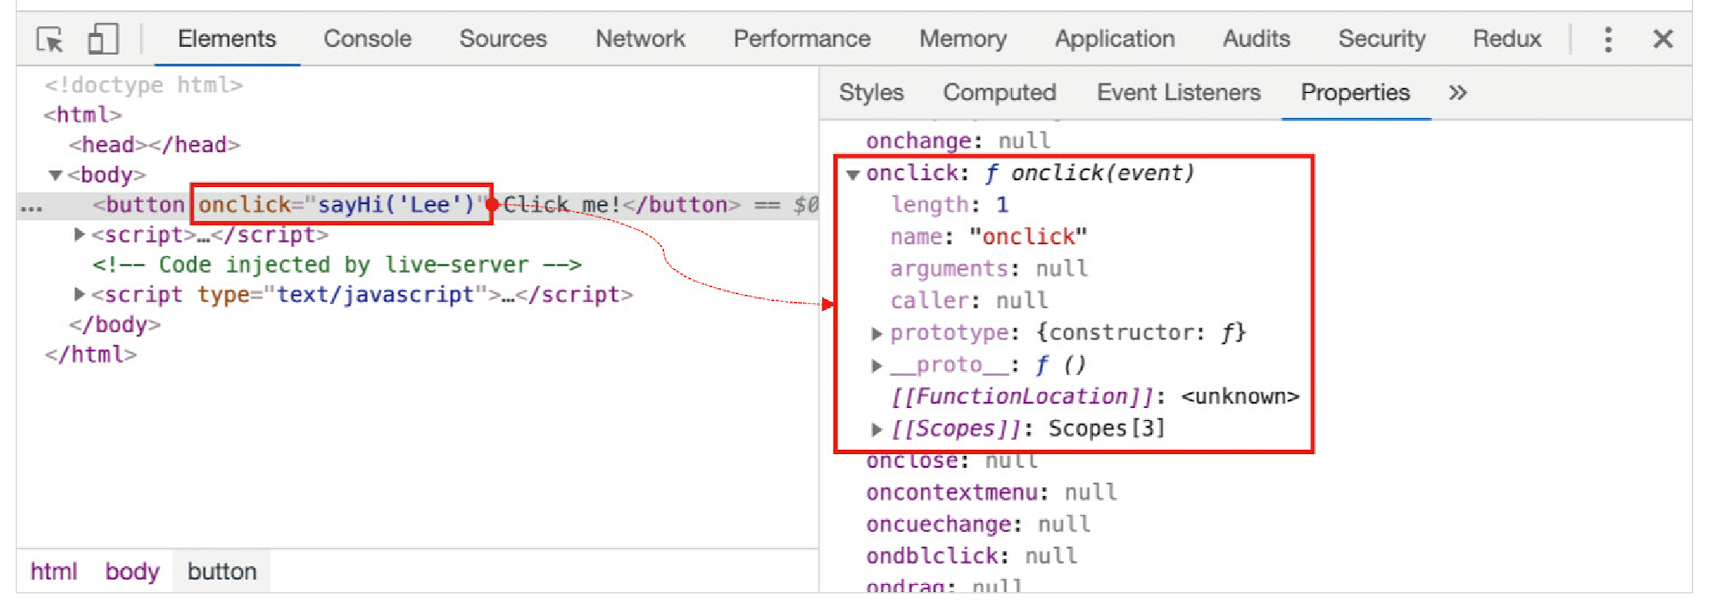 Elements Console Sources Network Performance Memory Application Audits Security Redux
<!doctype html>
<html>
<head></head>
▼<body>
... <button onclick="sayHi('Lee')" Click me!</button> == $0
▶<script>…</script>
<!-- Code injected by live-server -->
▶<script type="text/javascript">…</script>
</body>
</html>
html body button
Styles Computed Event Listeners Properties »
onchange: null
▼onclick: ƒ onclick(event)
length: 1
name: "onclick"
arguments: null
caller: null
▶prototype: {constructor: ƒ}
▶__proto__: ƒ ()
[[FunctionLocation]]: <unknown>
▶[[Scopes]]: Scopes[3]
onclose: null
oncontextmenu: null
oncuechange: null
ondblclick: null
ondrag: null